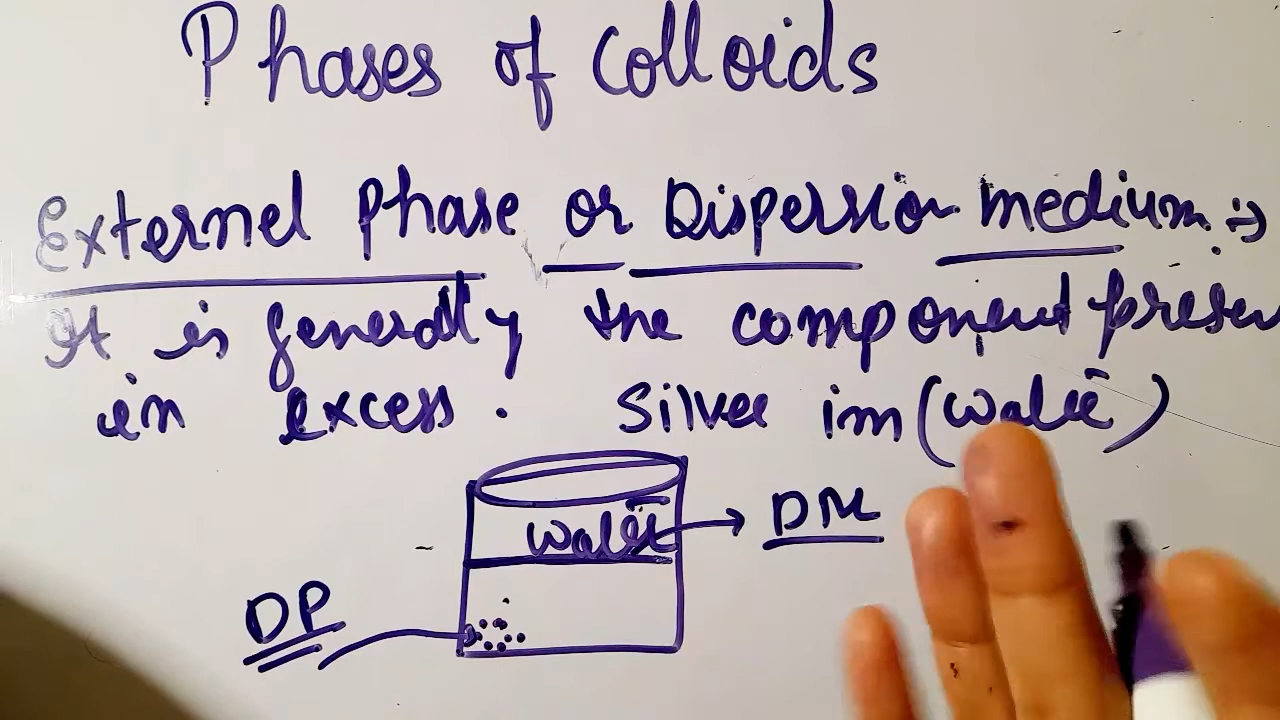 Phases of Colloids
Externel Phase or Dispersion medium :→
It is generally the component presen
in excess. Silver in (water)
water
DM
DP